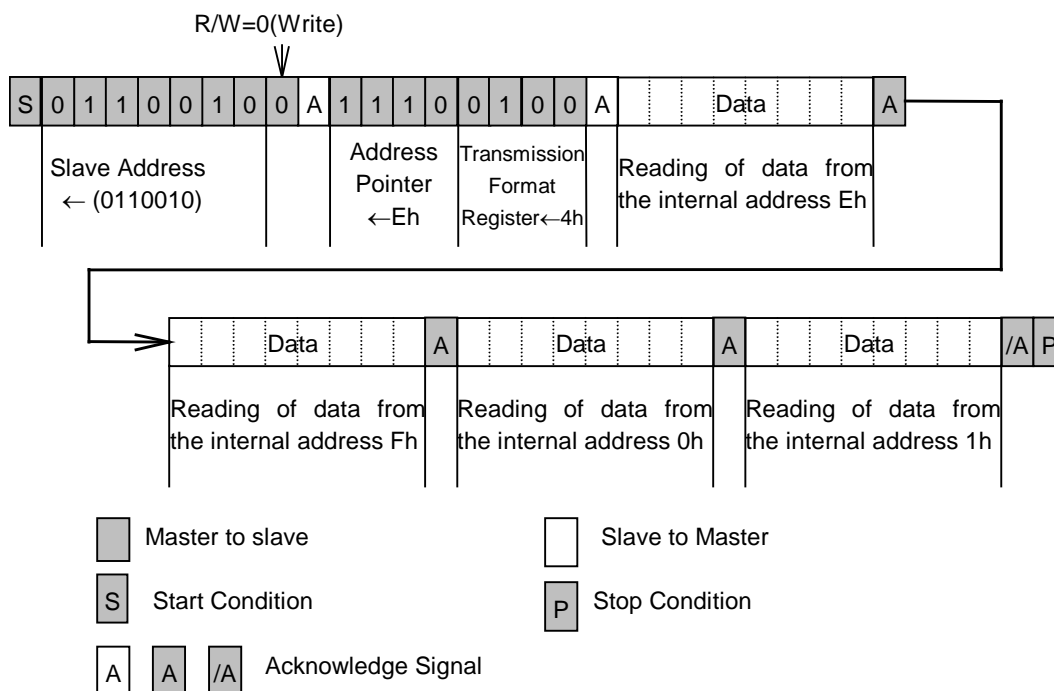 R/W=0(Write)
S 0 1 1 0 0 1 0 0 A 1 1 1 0 0 1 0 0 A Data A
Slave Address
← (0110010)
Address
Pointer
←Eh
Transmission
Format
Register←4h
Reading of data from
the internal address Eh
Data A Data A Data /A P
Reading of data from
the internal address Fh
Reading of data from
the internal address 0h
Reading of data from
the internal address 1h
Master to slave
Slave to Master
S Start Condition
P Stop Condition
A A /A Acknowledge Signal